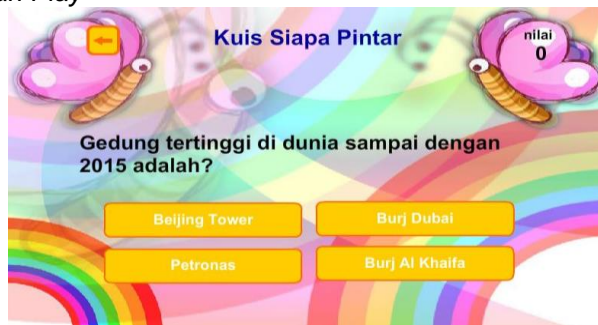 Kuis Siapa Pintar
nilai
0
Gedung tertinggi di dunia sampai dengan
2015 adalah?
Beijing Tower
Burj Dubai
Petronas
Burj Al Khaifa